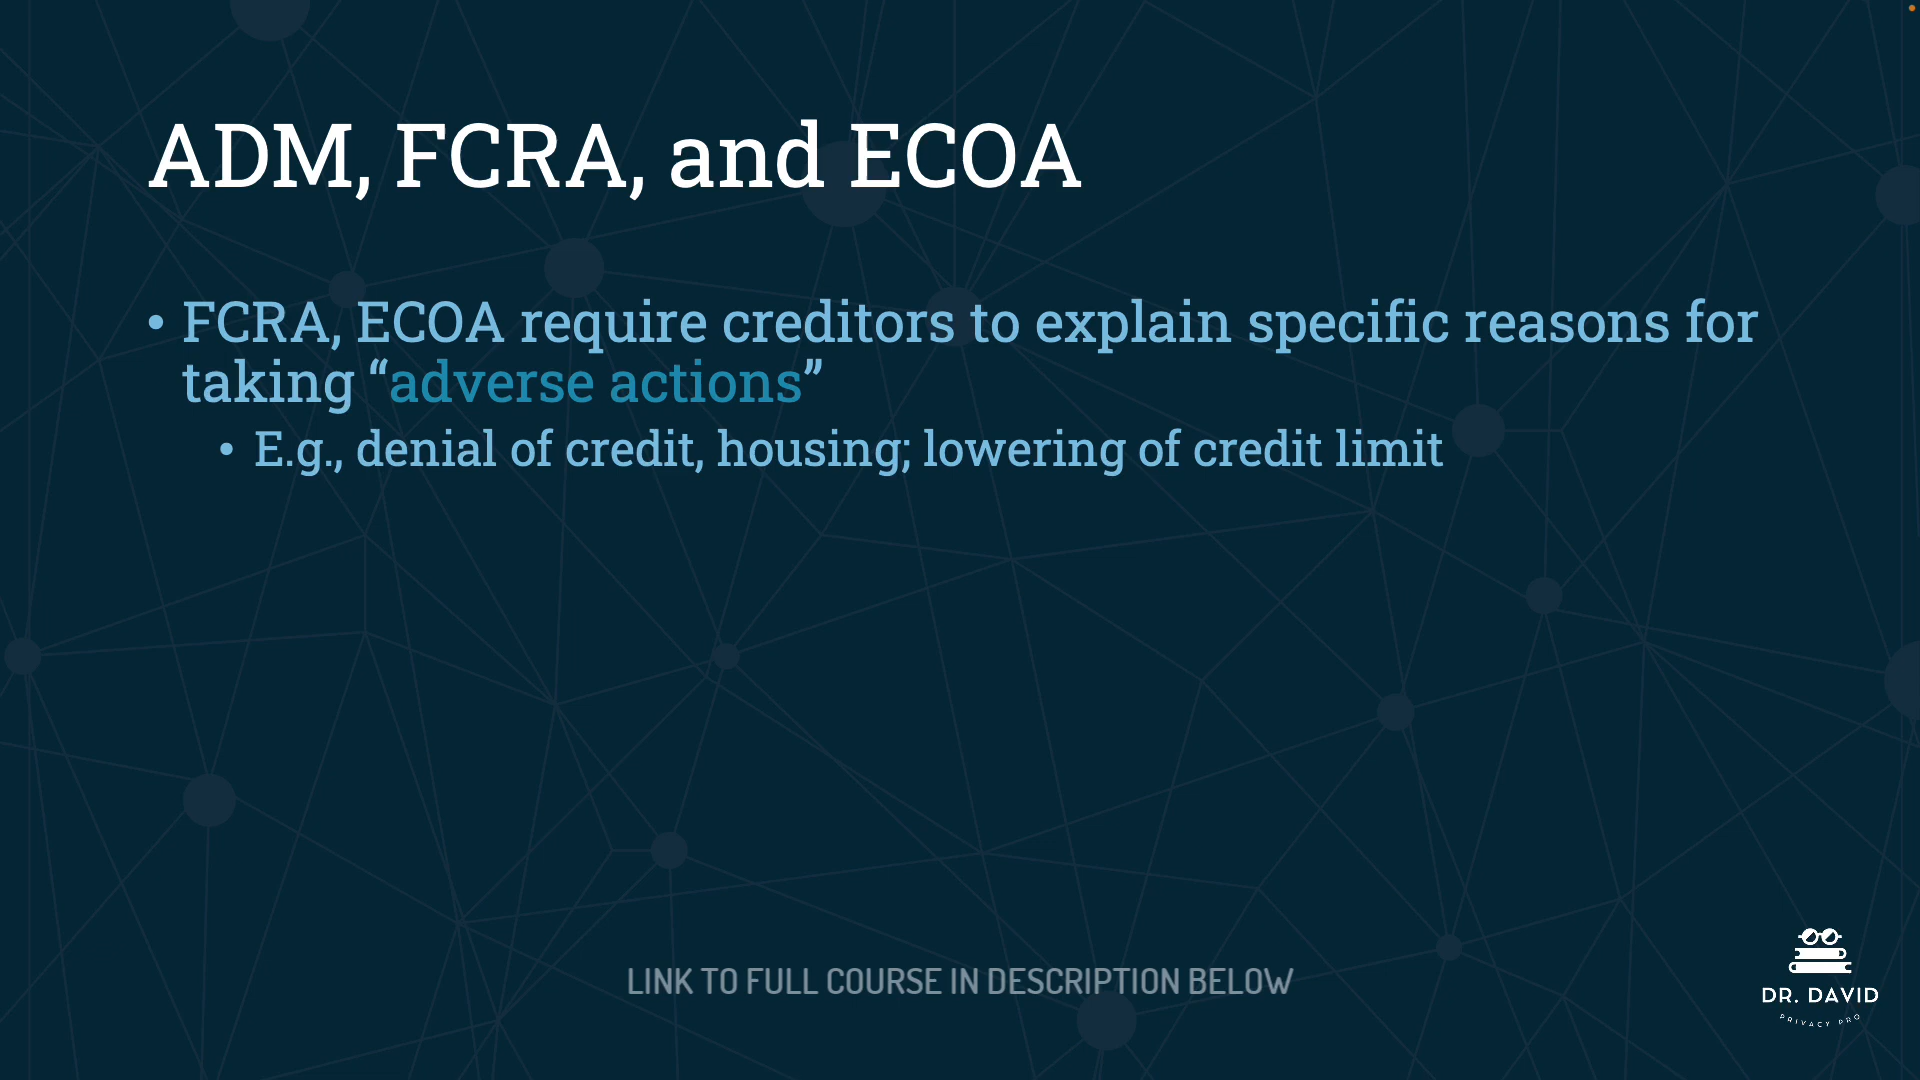 ADM, FCRA, and ECOA
• FCRA, ECOA require creditors to explain specific reasons for
taking “adverse actions”
• E.g., denial of credit, housing; lowering of credit limit
LINK TO FULL COURSE IN DESCRIPTION BELOW
DR. DAVID
PRIVACY PRO